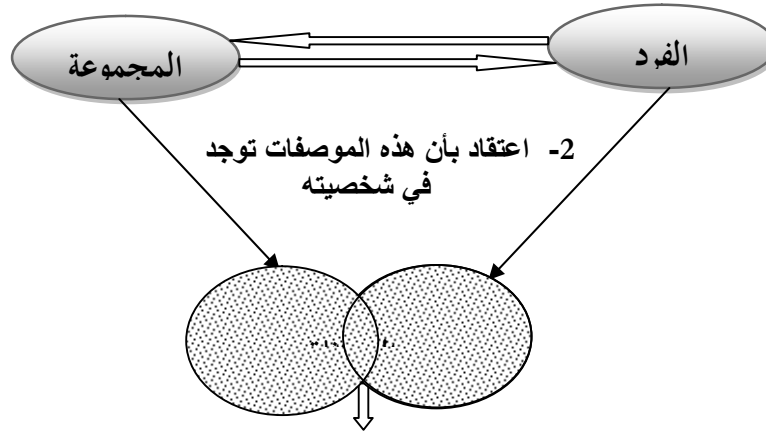 الفرد
المجموعة
2- اعتقاد بأن هذه الموصفات توجد
في شخصيته